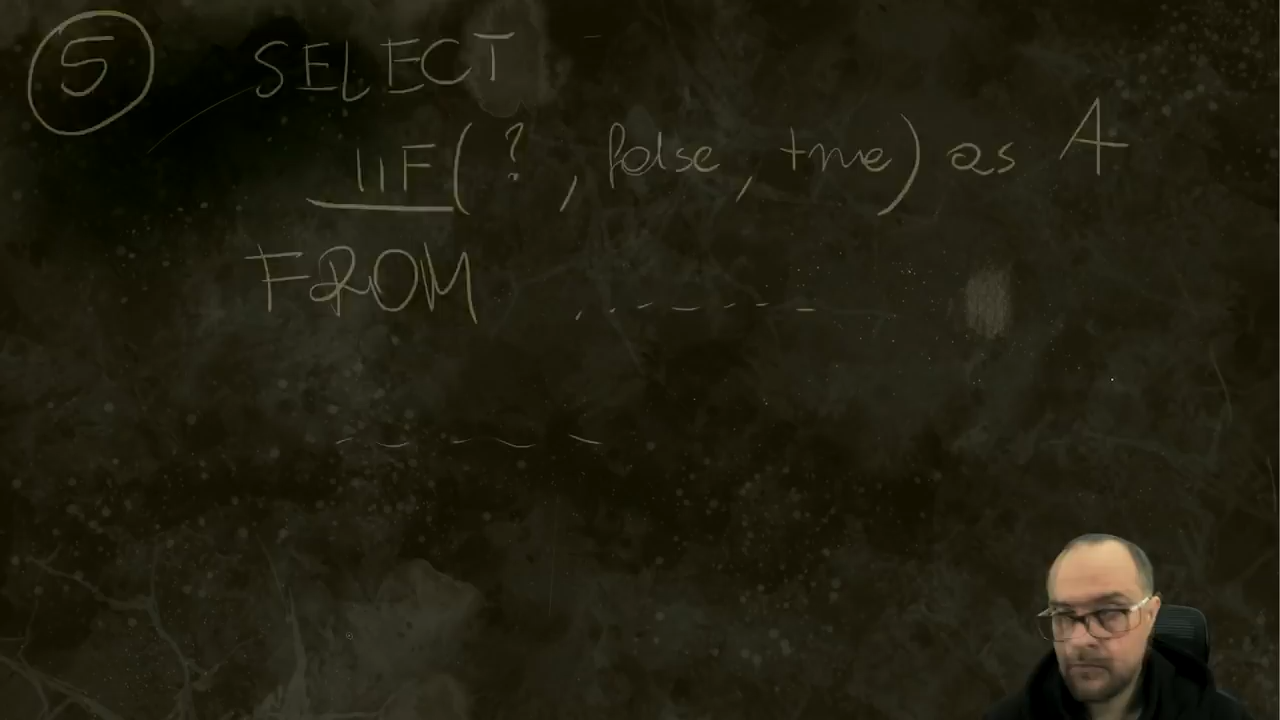 5 SELECT
IIF( ? , false, true) as A
FROM